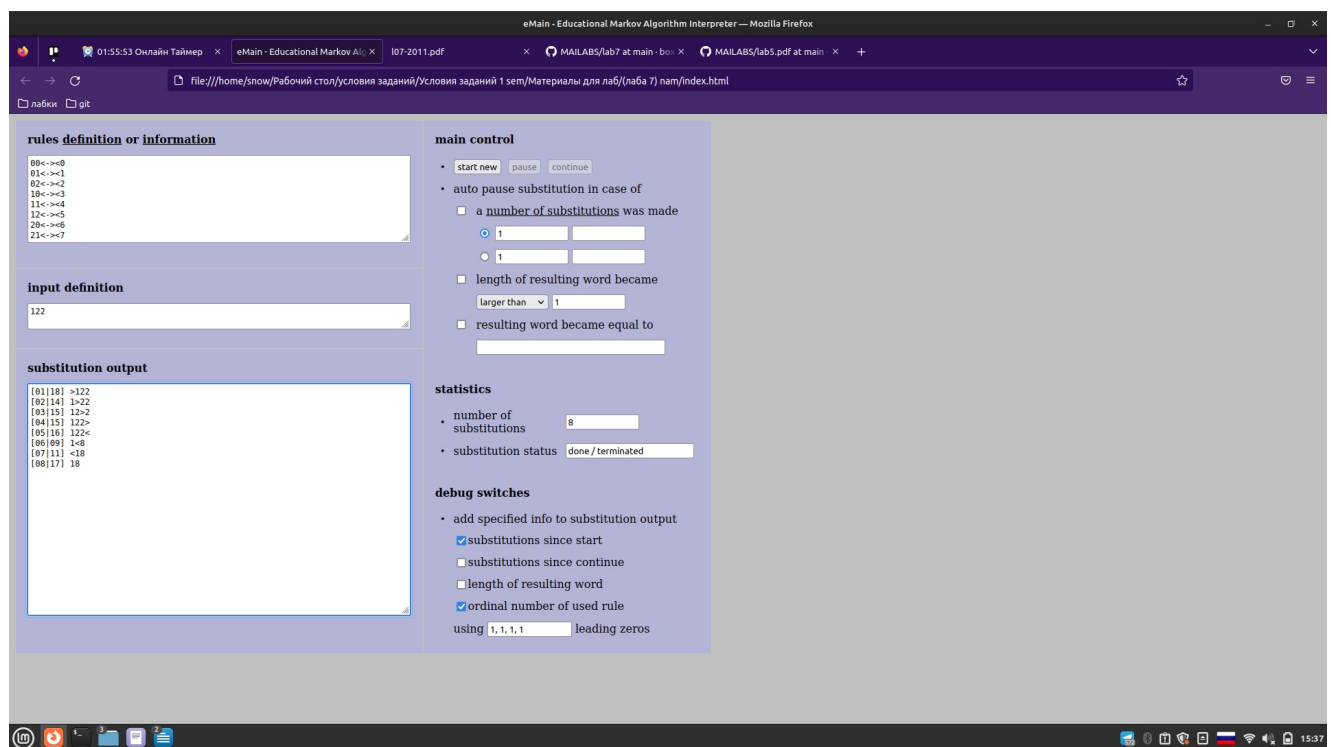 eMain - Educational Markov Algorithm Interpreter — Mozilla Firefox
01:55:53 Онлайн Таймер
eMain - Educational Markov Alg
l07-2011.pdf
MAILABS/lab7 at main · box
MAILABS/lab5.pdf at main
file:///home/snow/Рабочий стол/условия заданий/Условия заданий 1 sem/Материалы для лаб/(лаба 7) nam/index.html
лабки
git
rules definition or information
00<-><0
01<-><1
02<-><2
10<-><3
11<-><4
12<-><5
20<-><6
21<-><7
input definition
122
substitution output
[01|18] >122
[02|14] 1>22
[03|15] 12>2
[04|15] 122>
[05|16] 122<
[06|09] 1<8
[07|11] <18
[08|17] 18
main control
• start new pause continue
• auto pause substitution in case of
a number of substitutions was made
1
1
length of resulting word became
larger than 1
resulting word became equal to
statistics
• number of substitutions 8
• substitution status done / terminated
debug switches
• add specified info to substitution output
substitutions since start
substitutions since continue
length of resulting word
ordinal number of used rule
using 1, 1, 1, 1 leading zeros
3
2
15:37